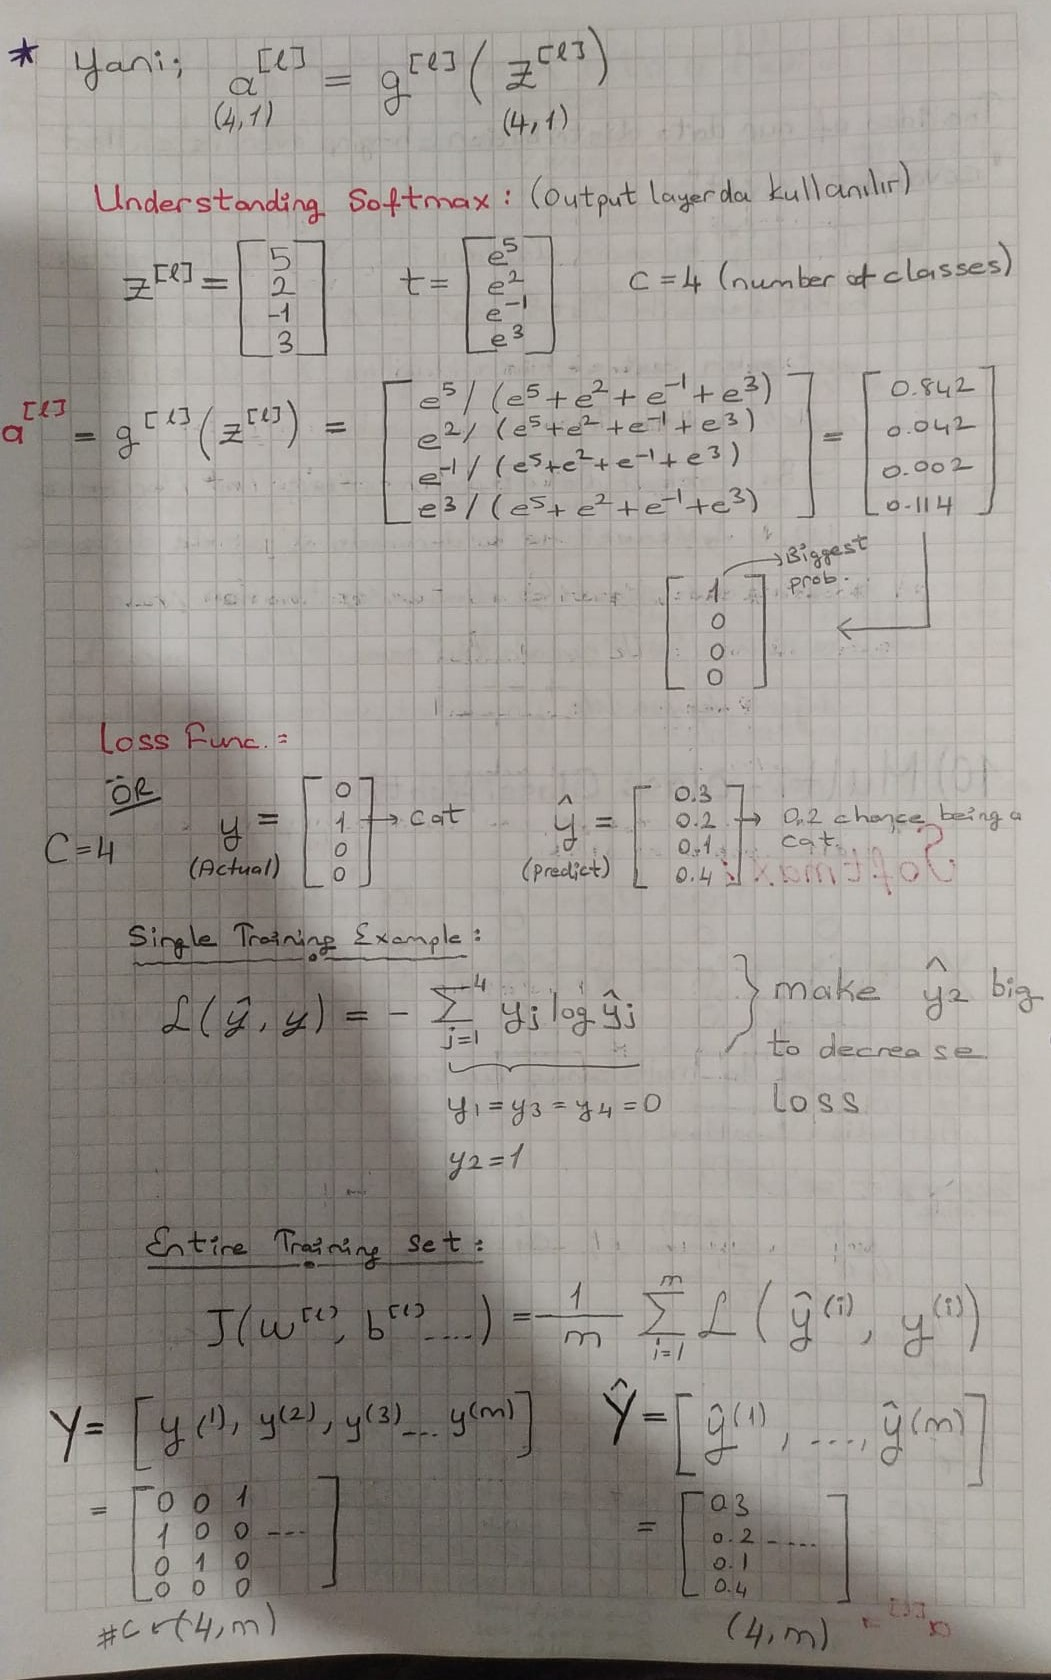 * Yani; a^[l] = g^[l] ( z^[l] )
(4,1) (4,1)
Understanding Softmax: (Output layerda kullanılır)
z^[l] = [5 2 -1 3] t = [e^5 e^2 e^-1 e^3] C = 4 (number of classes)
a^[l] = g^[l] (z^[l]) = [
e^5 / (e^5 + e^2 + e^-1 + e^3)
e^2 / (e^5 + e^2 + e^-1 + e^3)
e^-1 / (e^5 + e^2 + e^-1 + e^3)
e^3 / (e^5 + e^2 + e^-1 + e^3)
] = [0.842 0.042 0.002 0.114]
[1 0 0 0] → Biggest prob.
Loss Func. =
ÖR
C=4 y = [0 1 0 0] → cat ŷ = [0.3 0.2 0.1 0.4] → 0.2 chance being a cat.
(Actual) (predict)
Single Training Example:
ℒ(ŷ, y) = - Σ_{j=1}^{4} yj log ŷj } make ŷ2 big to decrease loss
y1 = y3 = y4 = 0
y2 = 1
Entire Training Set:
J(w^[l], b^[l] ....) = 1/m Σ_{i=1}^{m} ℒ ( ŷ^(i), y^(i) )
Y = [ y^(1), y^(2), y^(3) ... y^(m) ] Ŷ = [ ŷ^(1), ...., ŷ^(m) ]
= [
0 0 1
1 0 0 ---
0 1 0
0 0 0
] = [
0.3
0.2 -....
0.1
0.4
]
#C ← (4,m) (4,m)